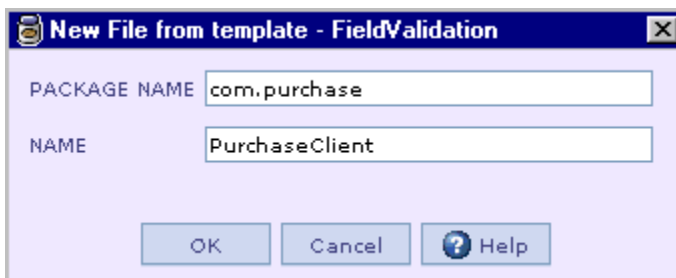 New File from template - FieldValidation
PACKAGE NAME com.purchase
NAME PurchaseClient
OK Cancel Help